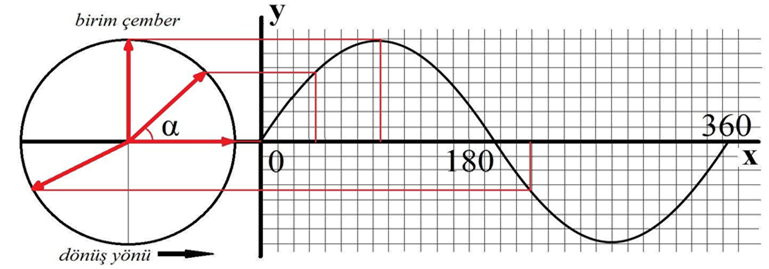 birim çember
y
α
0
180
360
x
dönüş yönü